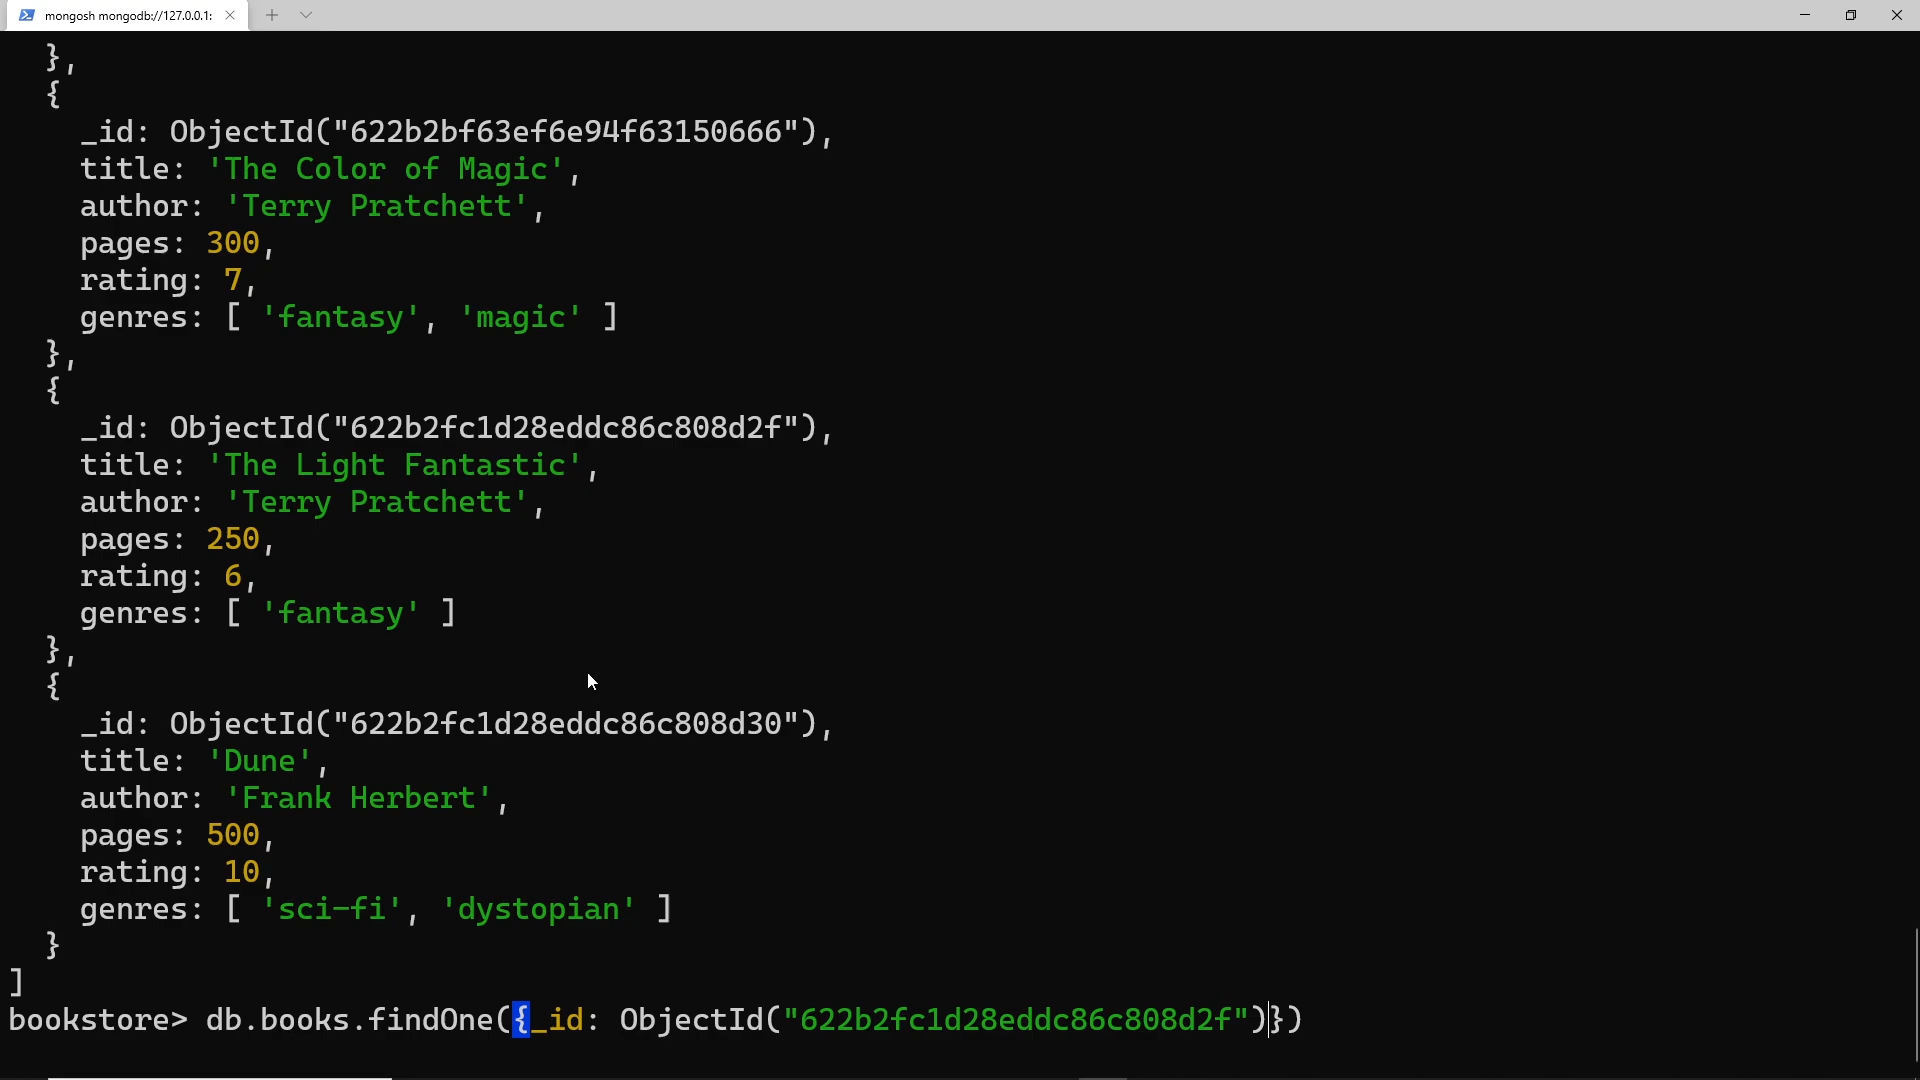 mongosh mongodb://127.0.0.1:
  },
  {
    _id: ObjectId("622b2bf63ef6e94f63150666"),
    title: 'The Color of Magic',
    author: 'Terry Pratchett',
    pages: 300,
    rating: 7,
    genres: [ 'fantasy', 'magic' ]
  },
  {
    _id: ObjectId("622b2fc1d28eddc86c808d2f"),
    title: 'The Light Fantastic',
    author: 'Terry Pratchett',
    pages: 250,
    rating: 6,
    genres: [ 'fantasy' ]
  },
  {
    _id: ObjectId("622b2fc1d28eddc86c808d30"),
    title: 'Dune',
    author: 'Frank Herbert',
    pages: 500,
    rating: 10,
    genres: [ 'sci-fi', 'dystopian' ]
  }
]
bookstore> db.books.findOne({_id: ObjectId("622b2fc1d28eddc86c808d2f")})